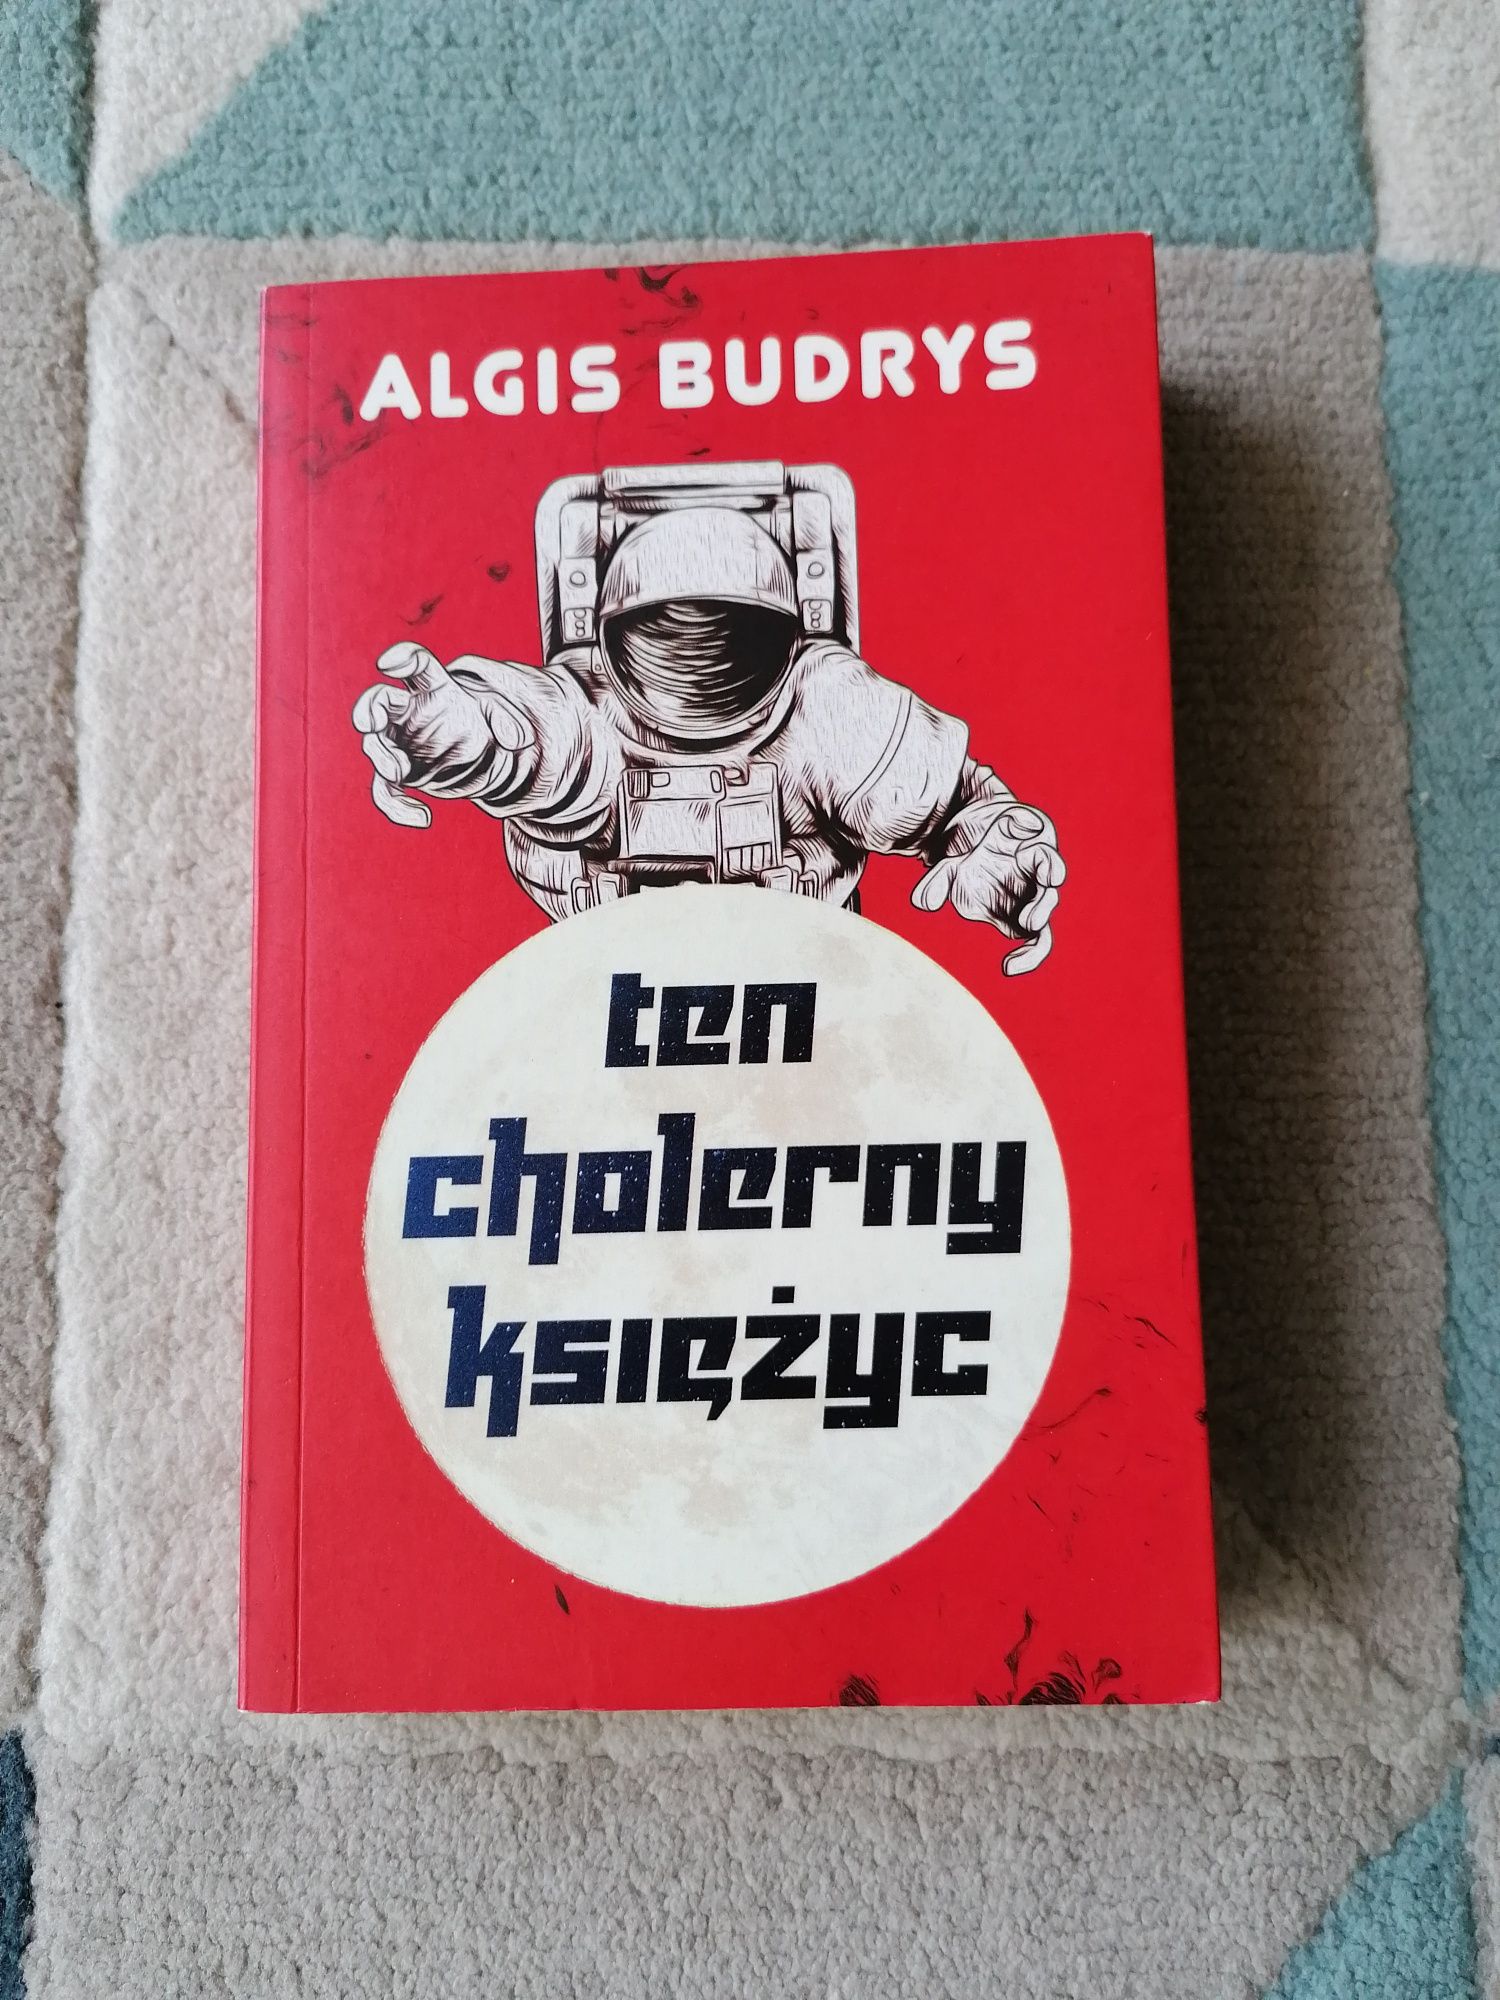 ALGIS BUDRYS
ten
cholerny
księżyc